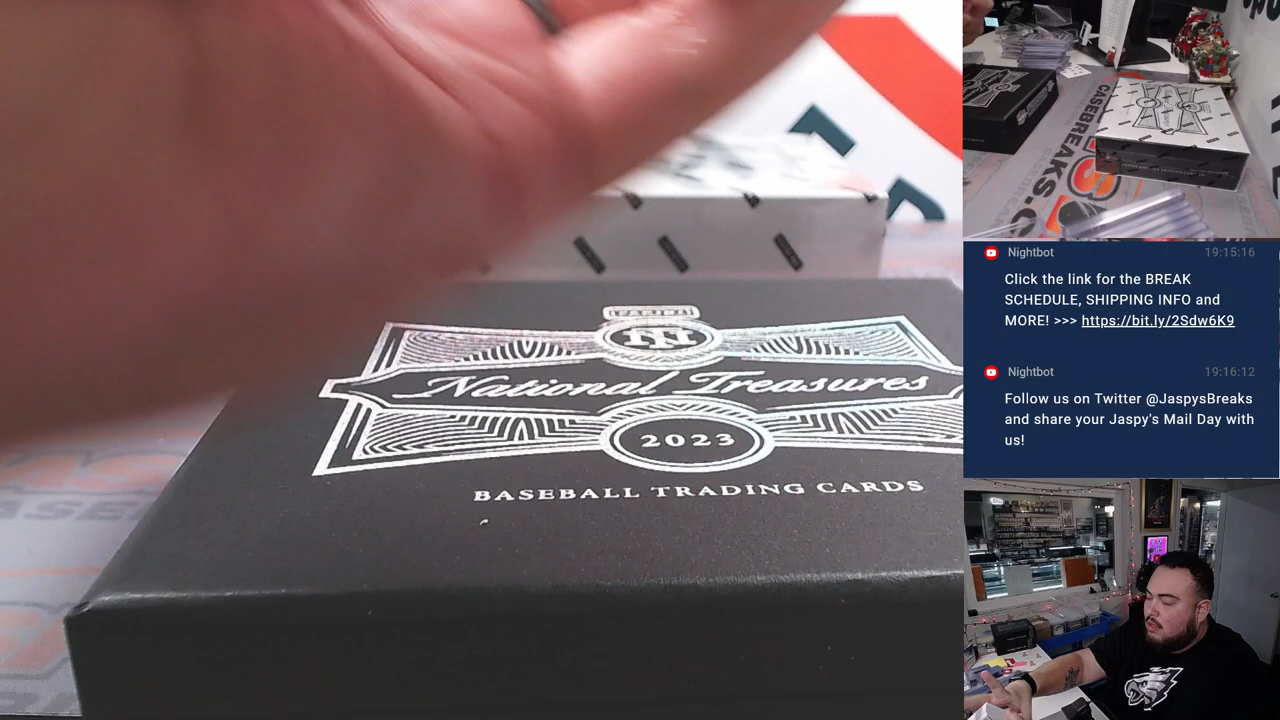 PANINI
NT
National Treasures
2023
BASEBALL TRADING CARDS
CASEBREAKS.C
Nightbot
19:15:16
Click the link for the BREAK
SCHEDULE, SHIPPING INFO and
MORE! >>> https://bit.ly/2Sdw6K9
Nightbot
19:16:12
Follow us on Twitter @JaspysBreaks
and share your Jaspy's Mail Day with
us!